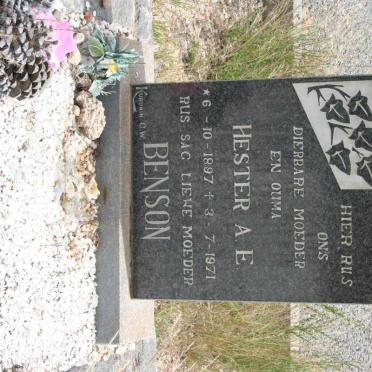 HIER RUS
ONS
DIERBARE MOEDER
EN OUMA
HESTER A.E.
* 6-10-1897 + 3-7-1971
RUS SAG LIEWE MOEDER
BENSON